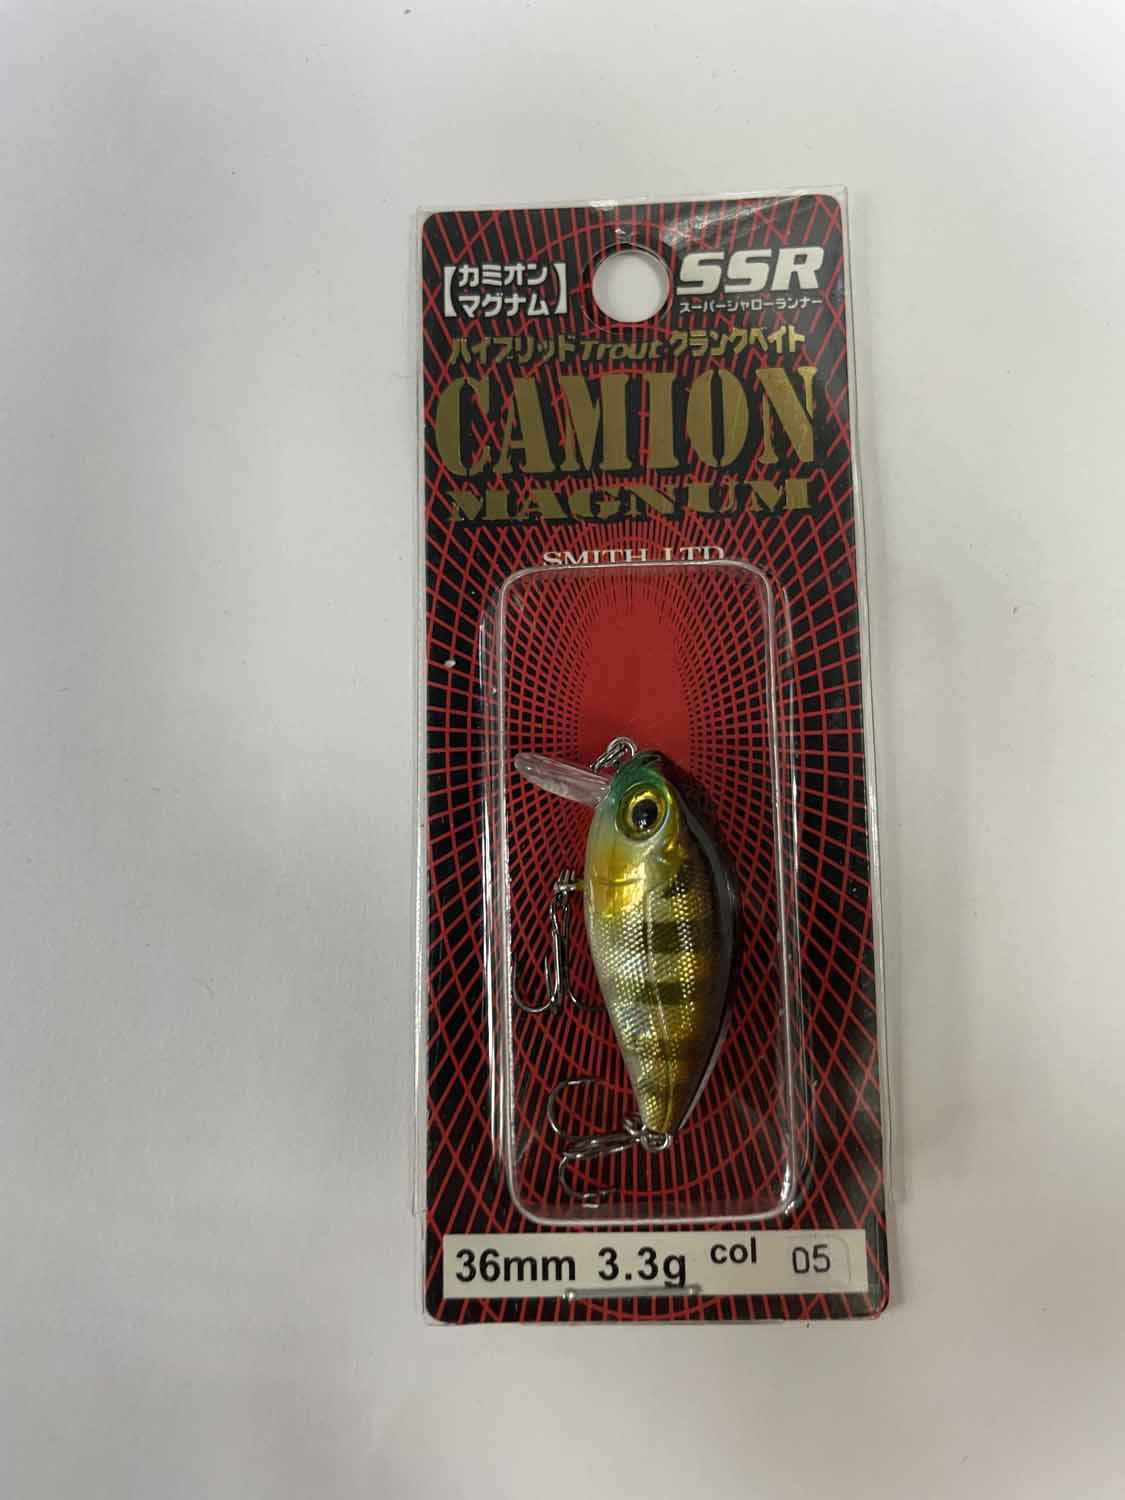 【カミオン
マグナム】
SSR
スーパーシャローランナー
ハイブリッドTroutクランクベイト
CAMION
MAGNUM
SMITH LTD
36mm 3.3g col 05